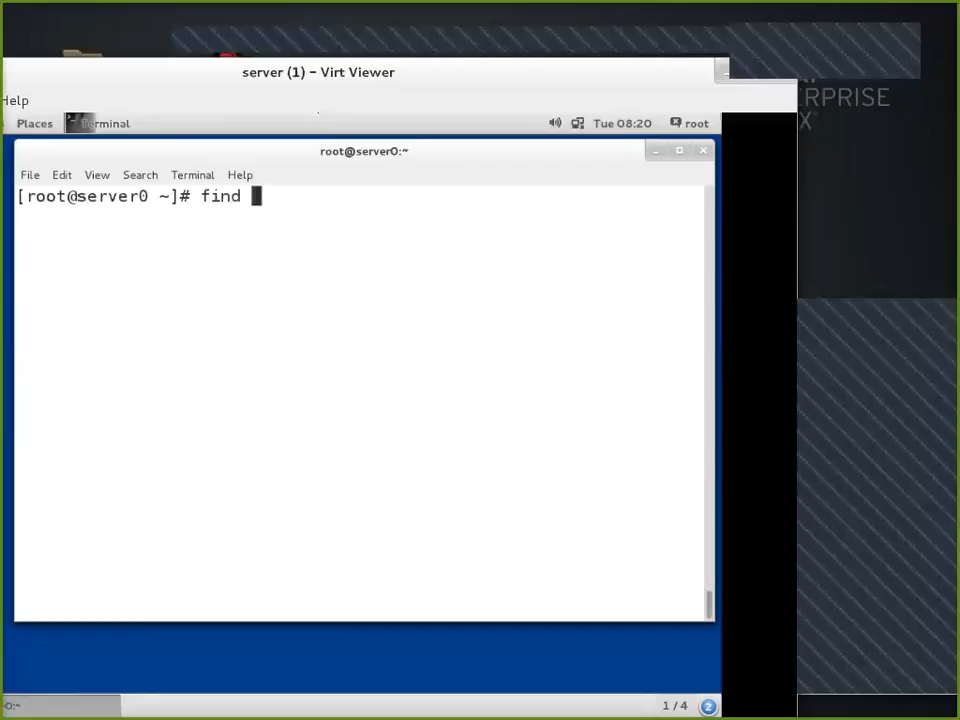 server (1) – Virt Viewer
Help
ERPRISE
X
Places
Terminal
Tue 08:20
root
root@server0:~
File Edit View Search Terminal Help
[root@server0 ~]# find
1 / 4
2